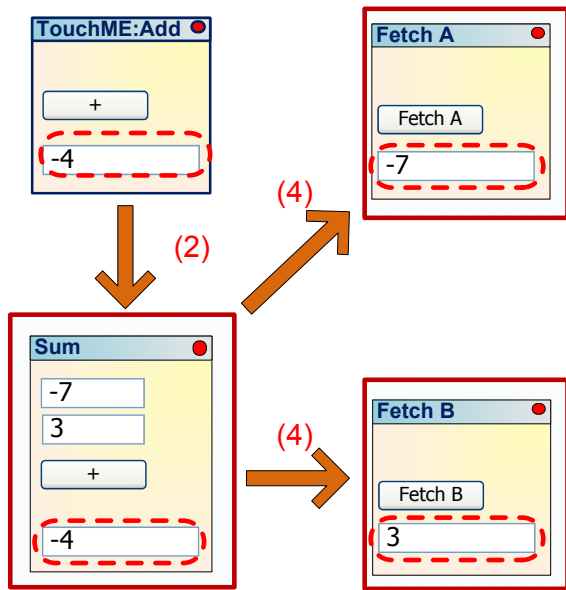 TouchME:Add
+
-4
(2)
Sum
-7
3
+
-4
(4)
Fetch A
Fetch A
-7
(4)
Fetch B
Fetch B
3